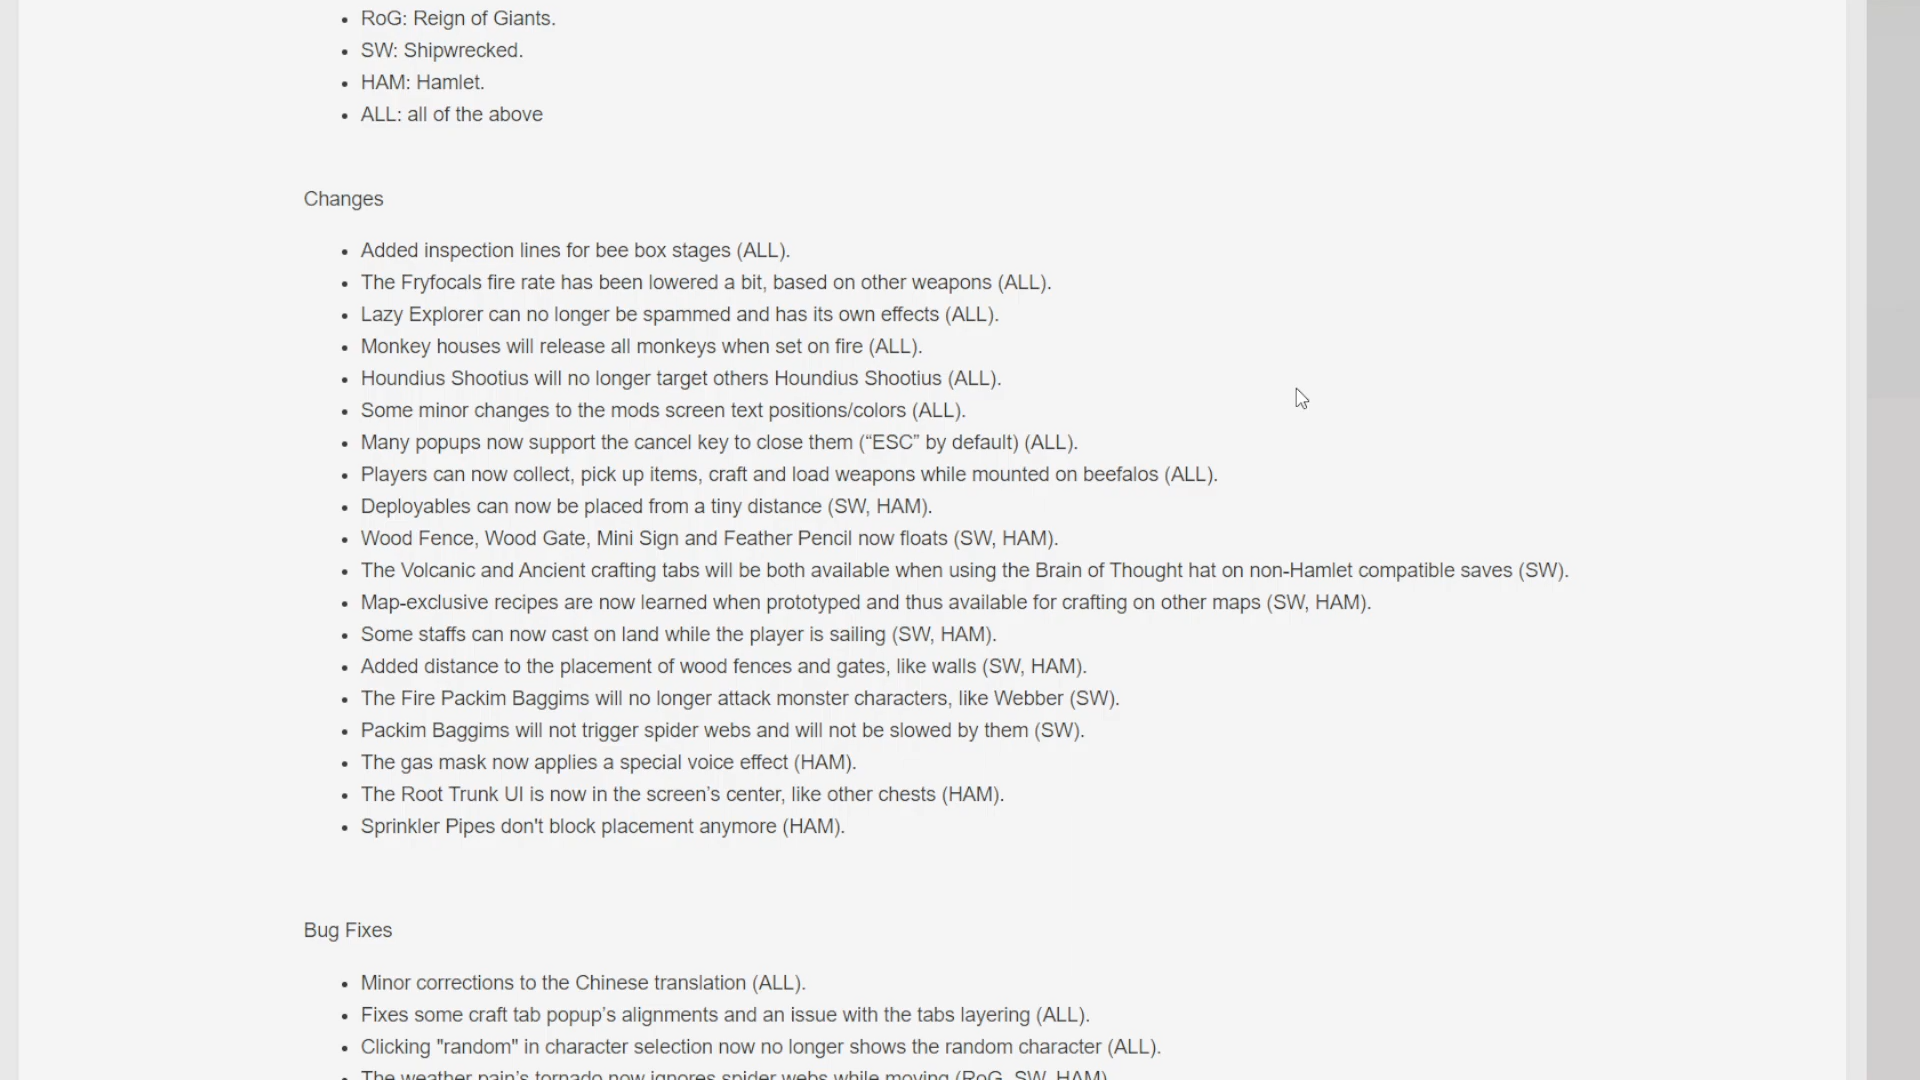 RoG: Reign of Giants.
SW: Shipwrecked.
HAM: Hamlet.
ALL: all of the above
Changes
Added inspection lines for bee box stages (ALL).
The Fryfocals fire rate has been lowered a bit, based on other weapons (ALL).
Lazy Explorer can no longer be spammed and has its own effects (ALL).
Monkey houses will release all monkeys when set on fire (ALL).
Houndius Shootius will no longer target others Houndius Shootius (ALL).
Some minor changes to the mods screen text positions/colors (ALL).
Many popups now support the cancel key to close them (“ESC” by default) (ALL).
Players can now collect, pick up items, craft and load weapons while mounted on beefalos (ALL).
Deployables can now be placed from a tiny distance (SW, HAM).
Wood Fence, Wood Gate, Mini Sign and Feather Pencil now floats (SW, HAM).
The Volcanic and Ancient crafting tabs will be both available when using the Brain of Thought hat on non-Hamlet compatible saves (SW).
Map-exclusive recipes are now learned when prototyped and thus available for crafting on other maps (SW, HAM).
Some staffs can now cast on land while the player is sailing (SW, HAM).
Added distance to the placement of wood fences and gates, like walls (SW, HAM).
The Fire Packim Baggims will no longer attack monster characters, like Webber (SW).
Packim Baggims will not trigger spider webs and will not be slowed by them (SW).
The gas mask now applies a special voice effect (HAM).
The Root Trunk UI is now in the screen’s center, like other chests (HAM).
Sprinkler Pipes don't block placement anymore (HAM).
Bug Fixes
Minor corrections to the Chinese translation (ALL).
Fixes some craft tab popup’s alignments and an issue with the tabs layering (ALL).
Clicking "random" in character selection now no longer shows the random character (ALL).
The weather pain’s tornado now ignores spider webs while moving (RoG, SW, HAM)